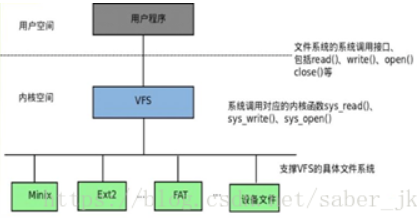 用户空间
用户程序
文件系统的系统调用接口、
包括read()、write()、open()
close()等
内核空间
VFS
系统调用对应的内核函数sys_read()、
sys_write()、sys_open()
支撑VFS的具体文件系统
Minix
Ext2
...
FAT
...
设备文件
https://blog.csdn.net/saber_jk